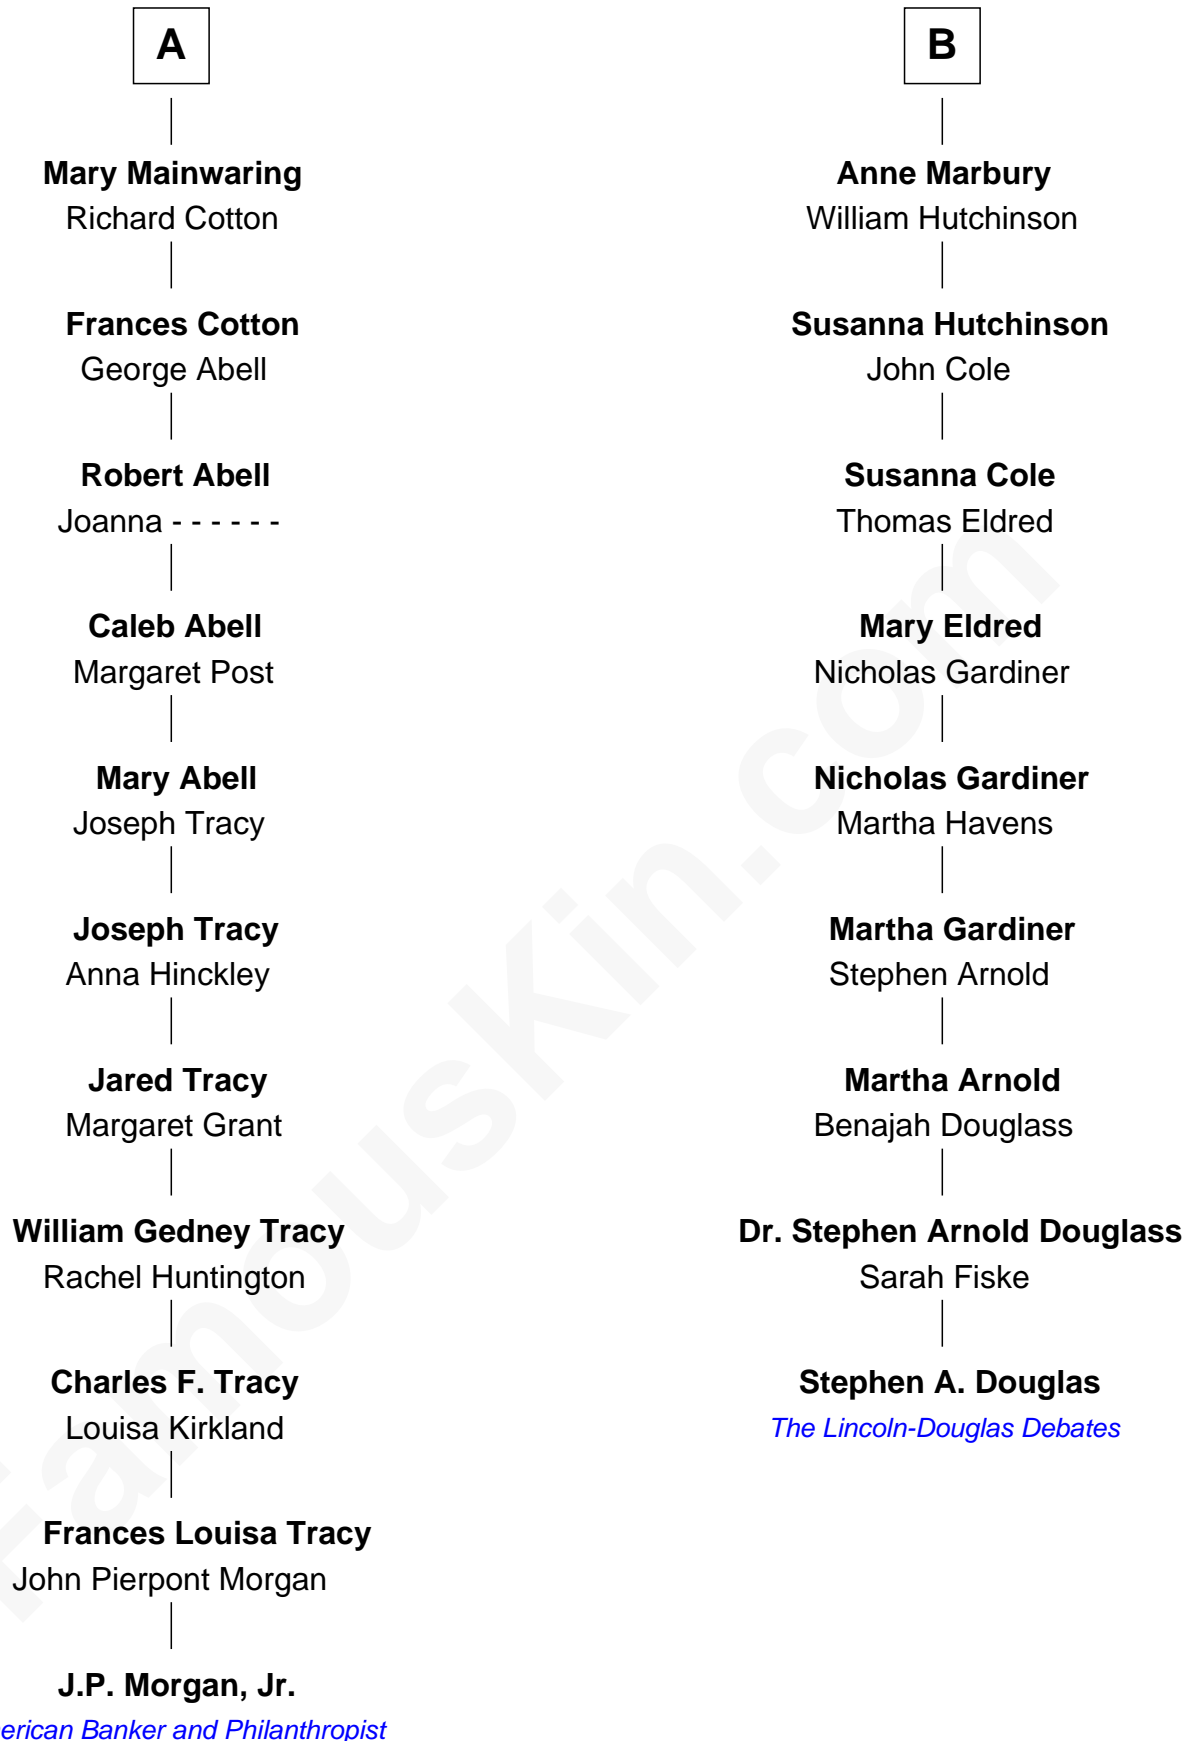 A
Mary Mainwaring
Richard Cotton
Frances Cotton
George Abell
Robert Abell
Joanna - - - - - -
Caleb Abell
Margaret Post
Mary Abell
Joseph Tracy
Joseph Tracy
Anna Hinckley
Jared Tracy
Margaret Grant
William Gedney Tracy
Rachel Huntington
Charles F. Tracy
Louisa Kirkland
Frances Louisa Tracy
John Pierpont Morgan
J.P. Morgan, Jr.
erican Banker and Philanthropist
B
Anne Marbury
William Hutchinson
Susanna Hutchinson
John Cole
Susanna Cole
Thomas Eldred
Mary Eldred
Nicholas Gardiner
Nicholas Gardiner
Martha Havens
Martha Gardiner
Stephen Arnold
Martha Arnold
Benajah Douglass
Dr. Stephen Arnold Douglass
Sarah Fiske
Stephen A. Douglas
The Lincoln-Douglas Debates
FamousKin.com